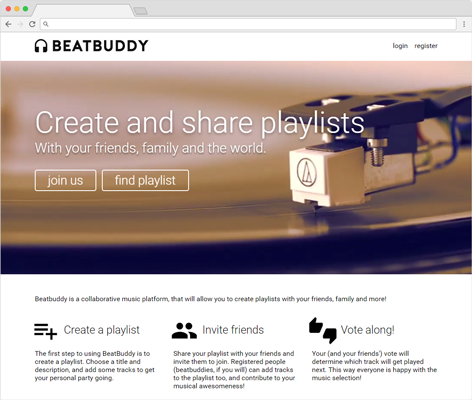 BEATBUDDY
login register
Create and share playlists
With your friends, family and the world.
join us find playlist
Beatbuddy is a collaborative music platform, that will allow you to create playlists with your friends, family and more!
Create a playlist
The first step to using BeatBuddy is to
create a playlist. Choose a title and
description, and add some tracks to get
your personal party going.
Invite friends
Share your playlist with your friends and
invite them to join. Registered people
(beatbuddies, if you will) can add tracks
to the playlist too, and contribute to your
musical awesomeness!
Vote along!
Your (and your friends') vote will
determine which track will get played
next. This way everyone is happy with the
music selection!